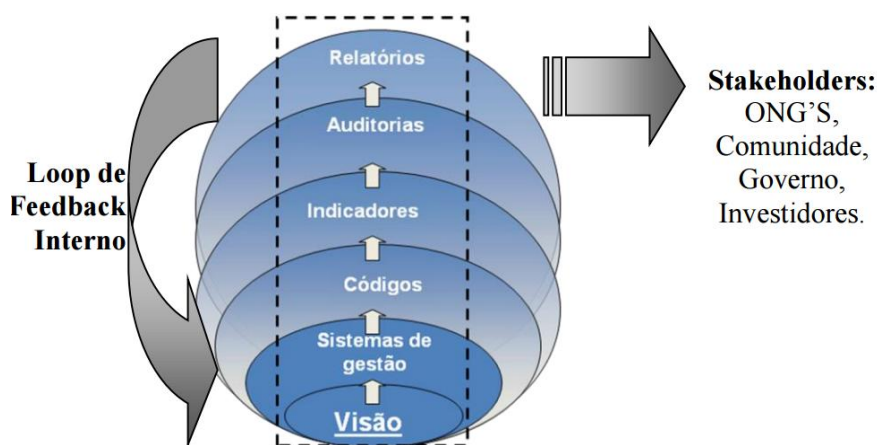 Relatórios
Auditorias
Indicadores
Códigos
Sistemas de
gestão
Visão
Loop de
Feedback
Interno
Stakeholders:
ONG'S,
Comunidade,
Governo,
Investidores.